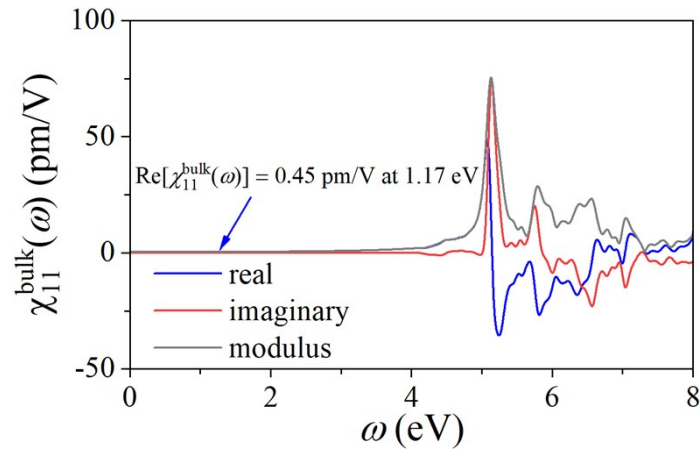 χ₁₁ᵇᵘˡᵏ(ω) (pm/V)
100
50
0
-50
Re[χ₁₁ᵇᵘˡᵏ(ω)] = 0.45 pm/V at 1.17 eV
real
imaginary
modulus
0 2 4 6 8
ω (eV)